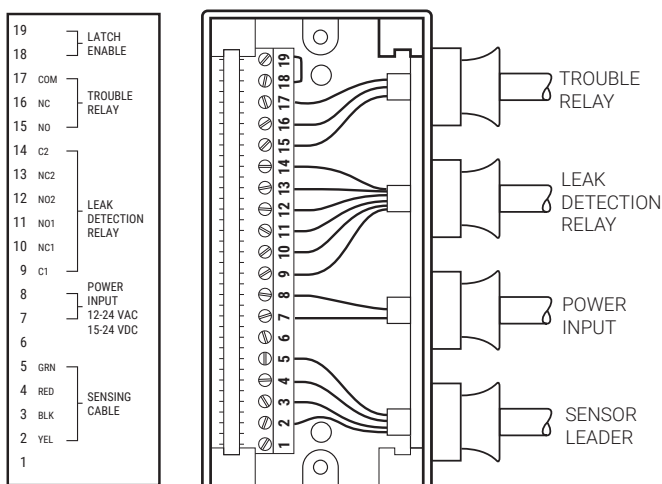 19
LATCH
ENABLE
18
17 COM
TROUBLE
RELAY
16 NC
15 NO
14 C2
13 NC2
12 NO2
LEAK
DETECTION
RELAY
11 NO1
10 NC1
9 C1
8
POWER
INPUT
12-24 VAC
15-24 VDC
7
6
5 GRN
4 RED
SENSING
CABLE
3 BLK
2 YEL
1
19
18
17
16
15
14
13
12
11
10
9
8
7
6
5
4
3
2
1
TROUBLE
RELAY
LEAK
DETECTION
RELAY
POWER
INPUT
SENSOR
LEADER